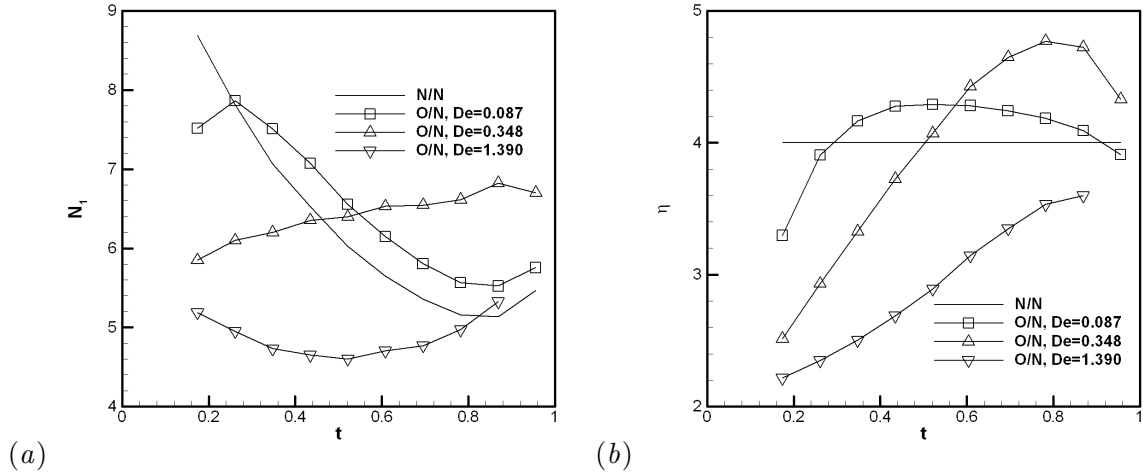 9
8
7
6
5
4
0
0.2
0.4
0.6
0.8
1
N₁
t
N/N
O/N, De=0.087
O/N, De=0.348
O/N, De=1.390
(a)
5
4
3
2
0
0.2
0.4
0.6
0.8
1
η
t
N/N
O/N, De=0.087
O/N, De=0.348
O/N, De=1.390
(b)